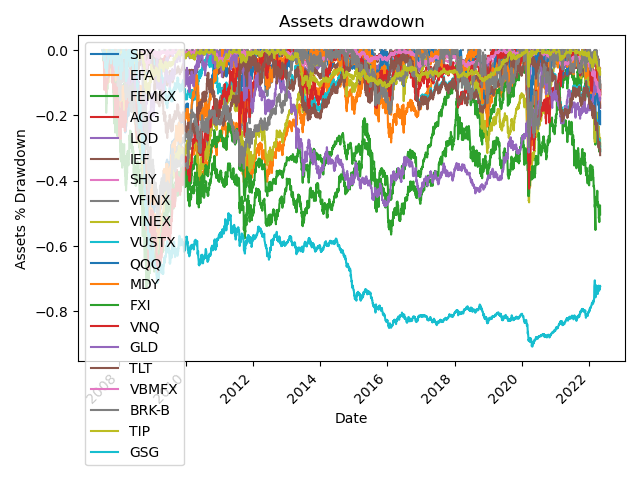 Assets drawdown
Assets % Drawdown
0.0
−0.2
−0.4
−0.6
−0.8
SPY
EFA
FEMKX
AGG
LQD
IEF
SHY
VFINX
VINEX
VUSTX
QQQ
MDY
FXI
VNQ
GLD
TLT
VBMFX
BRK-B
TIP
GSG
2008
2010
2012
2014
2016
2018
2020
2022
Date